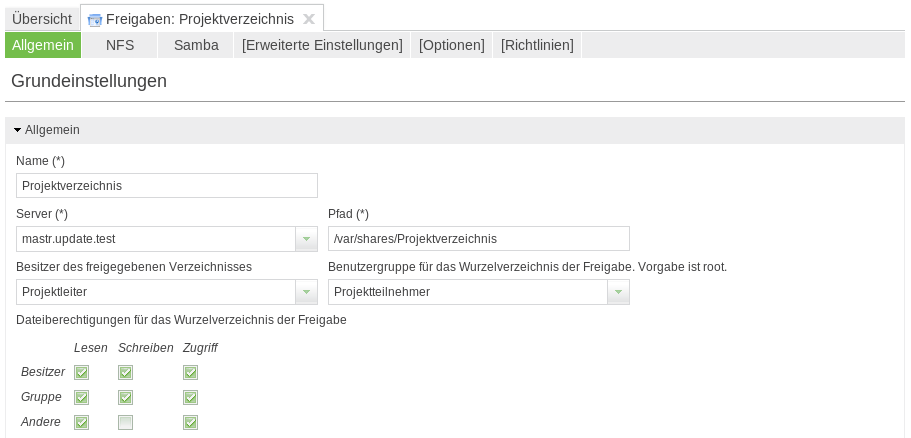 Übersicht Freigaben: Projektverzeichnis
Allgemein NFS Samba [Erweiterte Einstellungen] [Optionen] [Richtlinien]
Grundeinstellungen
Allgemein
Name (*)
Projektverzeichnis
Server (*) Pfad (*)
mastr.update.test /var/shares/Projektverzeichnis
Besitzer des freigegebenen Verzeichnisses Benutzergruppe für das Wurzelverzeichnis der Freigabe. Vorgabe ist root.
Projektleiter Projektteilnehmer
Dateiberechtigungen für das Wurzelverzeichnis der Freigabe
Lesen Schreiben Zugriff
Besitzer
Gruppe
Andere